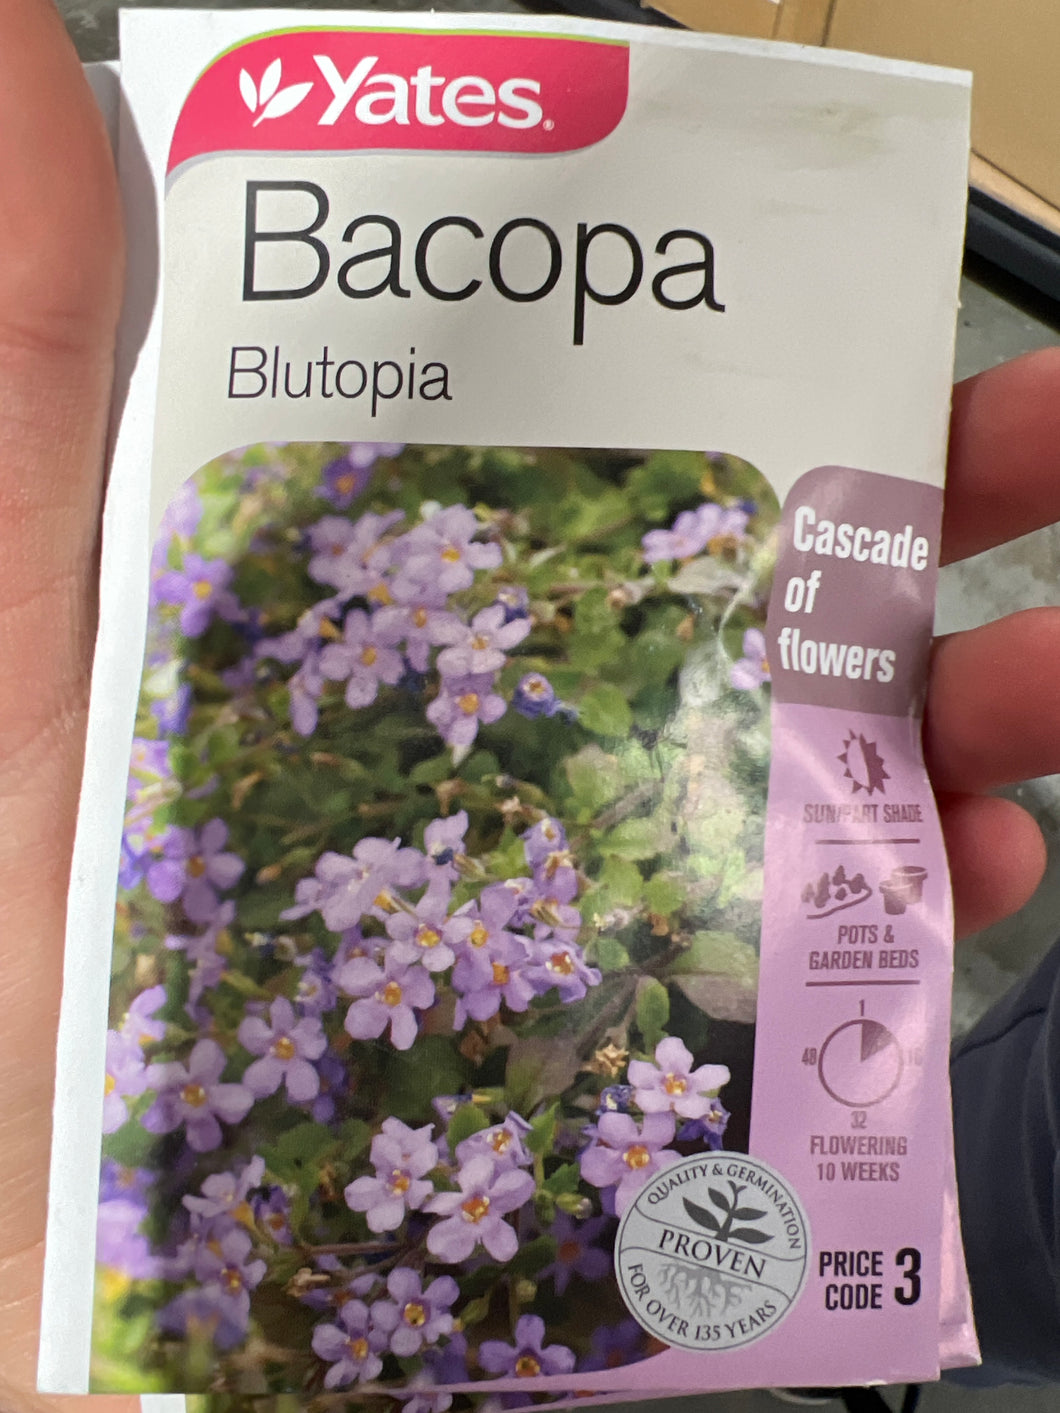 Yates®
Bacopa
Blutopia
Cascade
of
flowers
SUN/PART SHADE
POTS &
GARDEN BEDS
1
48 16
32
FLOWERING
10 WEEKS
QUALITY & GERMINATION
PROVEN
FOR OVER 135 YEARS
PRICE
CODE 3